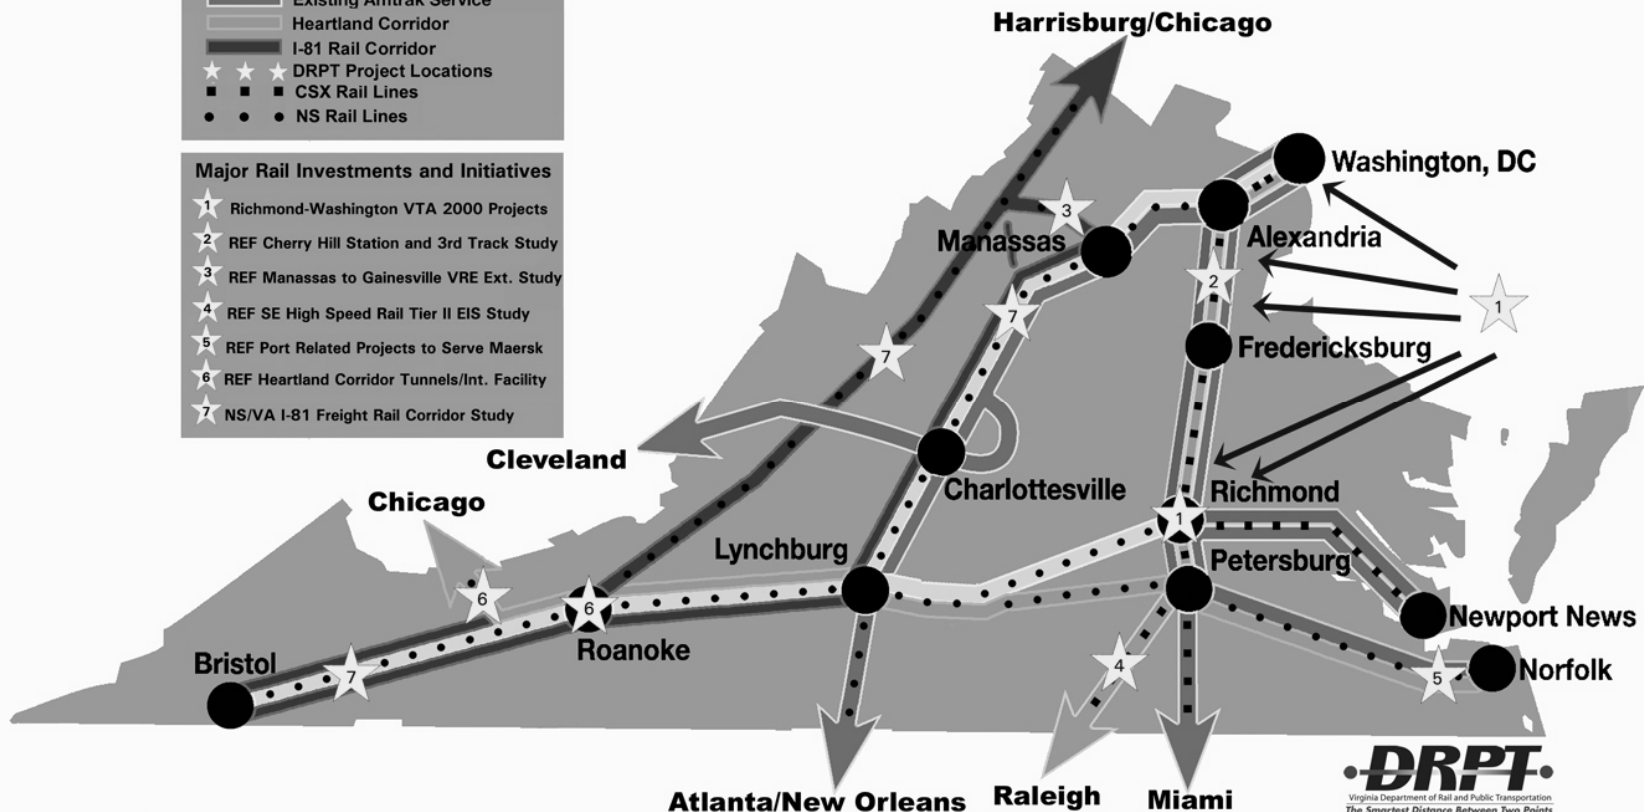 Existing Amtrak Service
Heartland Corridor
I-81 Rail Corridor
DRPT Project Locations
CSX Rail Lines
NS Rail Lines
Major Rail Investments and Initiatives
1 Richmond-Washington VTA 2000 Projects
2 REF Cherry Hill Station and 3rd Track Study
3 REF Manassas to Gainesville VRE Ext. Study
4 REF SE High Speed Rail Tier II EIS Study
5 REF Port Related Projects to Serve Maersk
6 REF Heartland Corridor Tunnels/Int. Facility
7 NS/VA I-81 Freight Rail Corridor Study
Harrisburg/Chicago
Washington, DC
3
Manassas
Alexandria
2
1
7
7
Fredericksburg
Cleveland
Charlottesville
Chicago
Richmond
1
Lynchburg
Petersburg
6
6
Newport News
Roanoke
Bristol
7
4
5
Norfolk
Atlanta/New Orleans
Raleigh
Miami
DRPT
Virginia Department of Rail and Public Transportation
The Smartest Distance Between Two Points